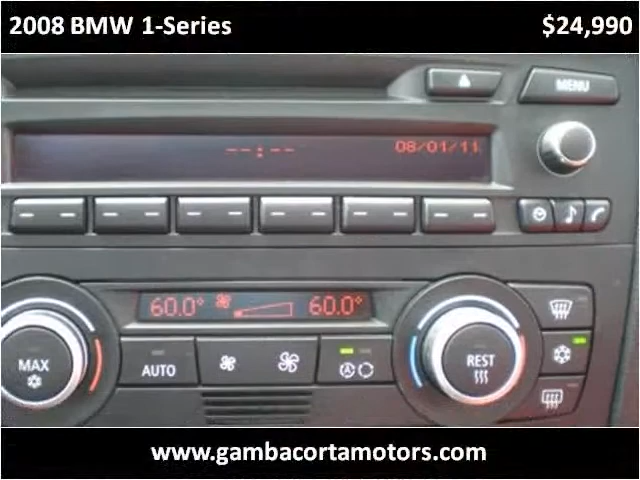 2008 BMW 1-Series $24,990
MENU
--:-- 08/01/11
60.0° 60.0°
MAX AUTO REST
www.gambacortamotors.com